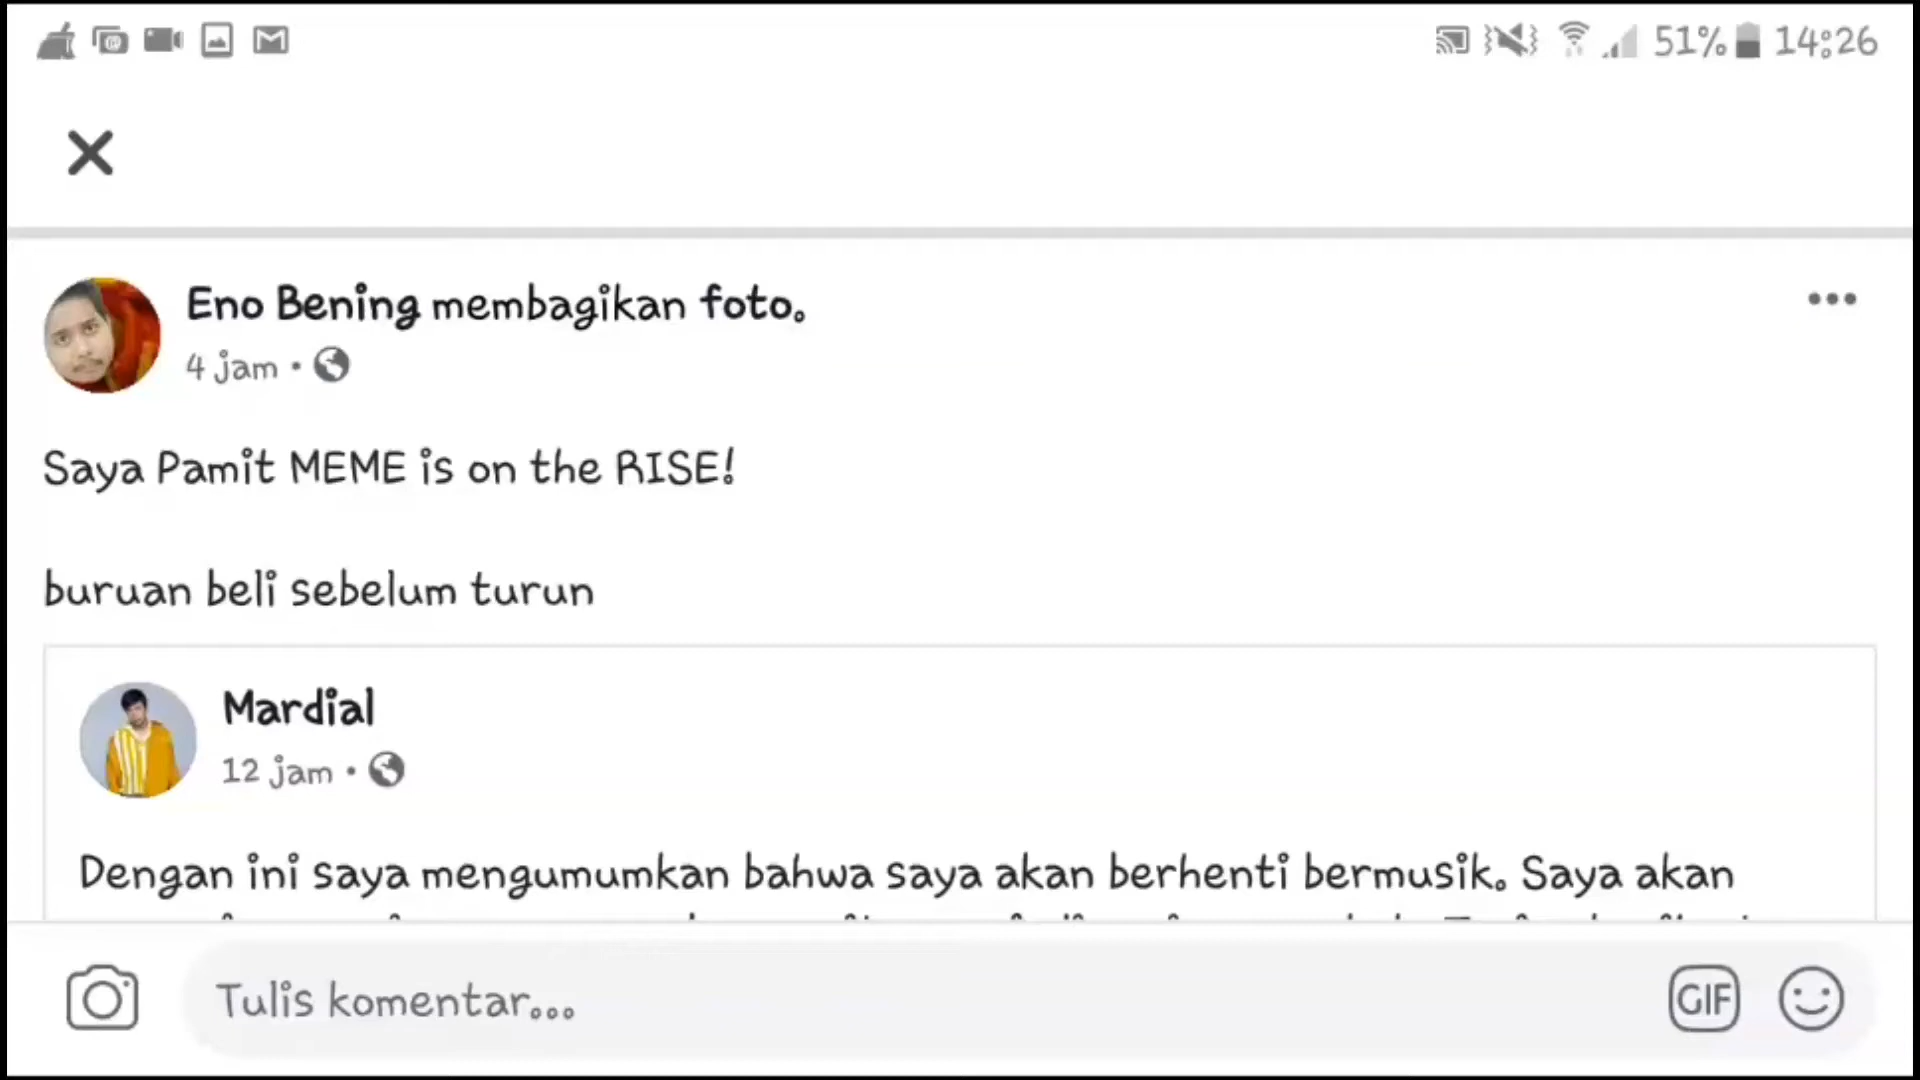 51% 14:26
Eno Bening membagikan foto.
4 jam •
Saya Pamit MEME is on the RISE!
buruan beli sebelum turun
Mardial
12 jam •
Dengan ini saya mengumumkan bahwa saya akan berhenti bermusik. Saya akan
Tulis komentar...
GIF